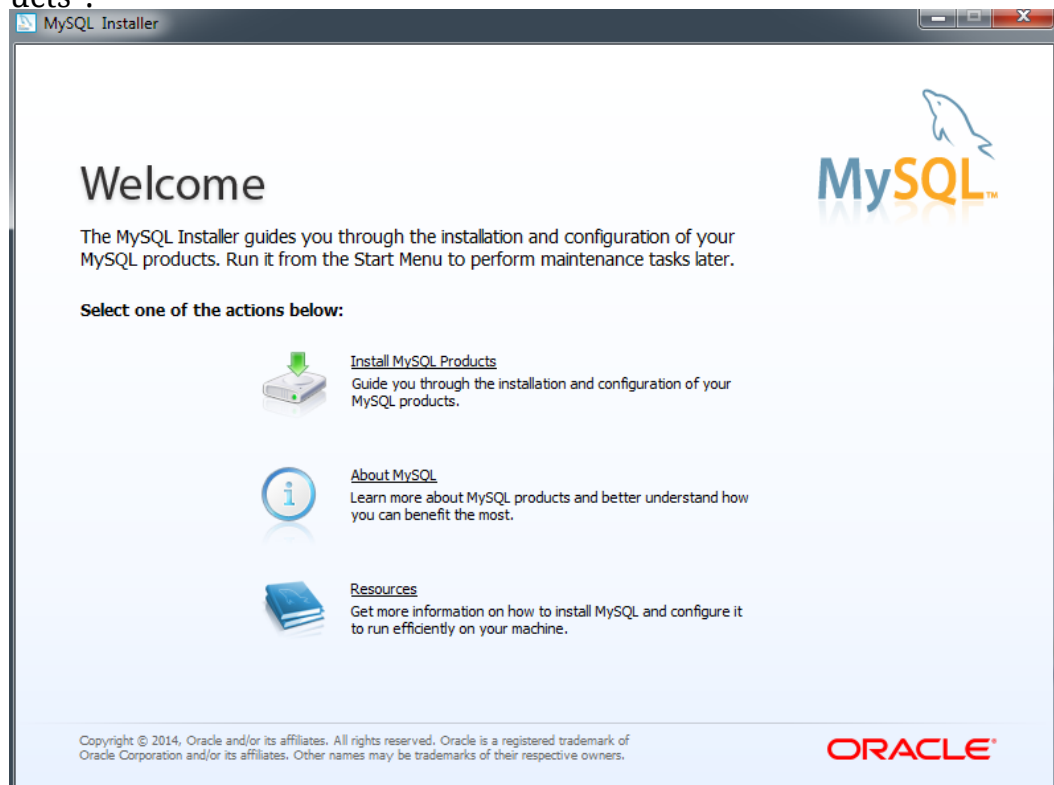 ucts".
MySQL Installer
MySQL™
Welcome
The MySQL Installer guides you through the installation and configuration of your
MySQL products. Run it from the Start Menu to perform maintenance tasks later.
Select one of the actions below:
Install MySQL Products
Guide you through the installation and configuration of your
MySQL products.
About MySQL
Learn more about MySQL products and better understand how
you can benefit the most.
Resources
Get more information on how to install MySQL and configure it
to run efficiently on your machine.
Copyright © 2014, Oracle and/or its affiliates. All rights reserved. Oracle is a registered trademark of
Oracle Corporation and/or its affiliates. Other names may be trademarks of their respective owners.
ORACLE®